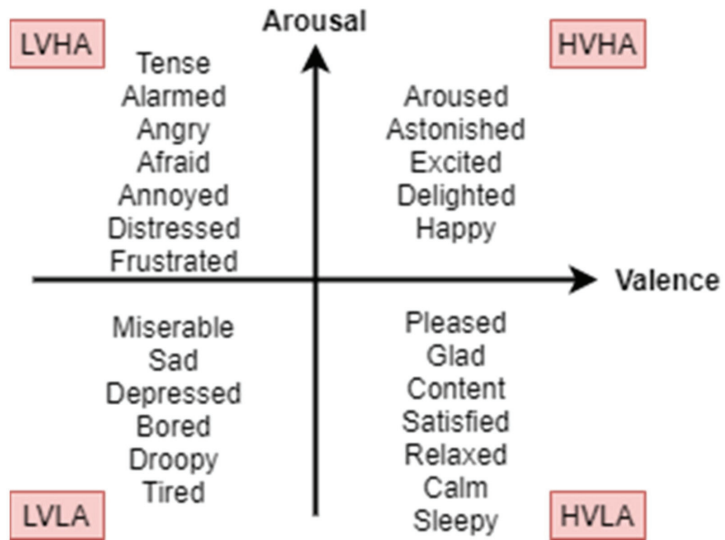 Arousal
LVHA
HVHA
Tense
Alarmed
Angry
Afraid
Annoyed
Distressed
Frustrated
Aroused
Astonished
Excited
Delighted
Happy
Valence
Miserable
Sad
Depressed
Bored
Droopy
Tired
Pleased
Glad
Content
Satisfied
Relaxed
Calm
Sleepy
LVLA
HVLA